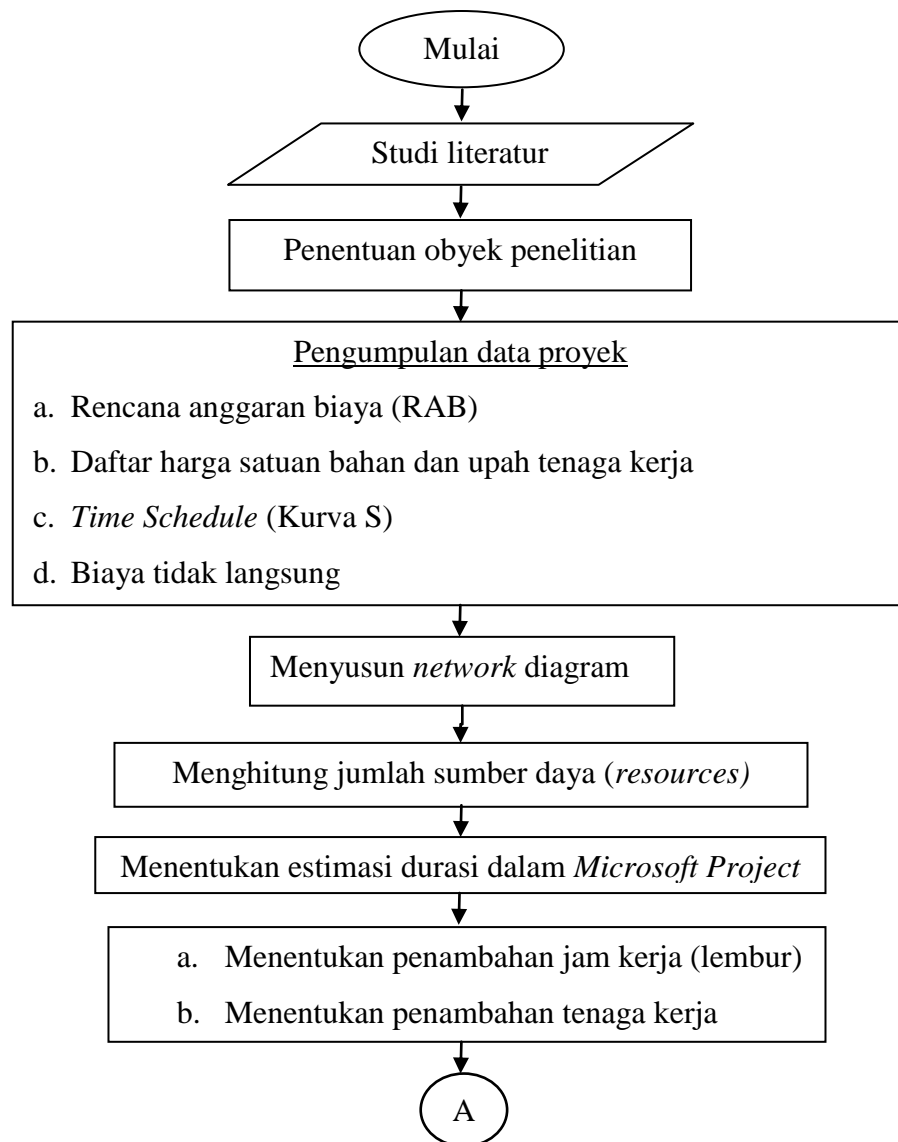 Mulai
Studi literatur
Penentuan obyek penelitian
Pengumpulan data proyek
a. Rencana anggaran biaya (RAB)
b. Daftar harga satuan bahan dan upah tenaga kerja
c. Time Schedule (Kurva S)
d. Biaya tidak langsung
Menyusun network diagram
Menghitung jumlah sumber daya (resources)
Menentukan estimasi durasi dalam Microsoft Project
a. Menentukan penambahan jam kerja (lembur)
b. Menentukan penambahan tenaga kerja
A